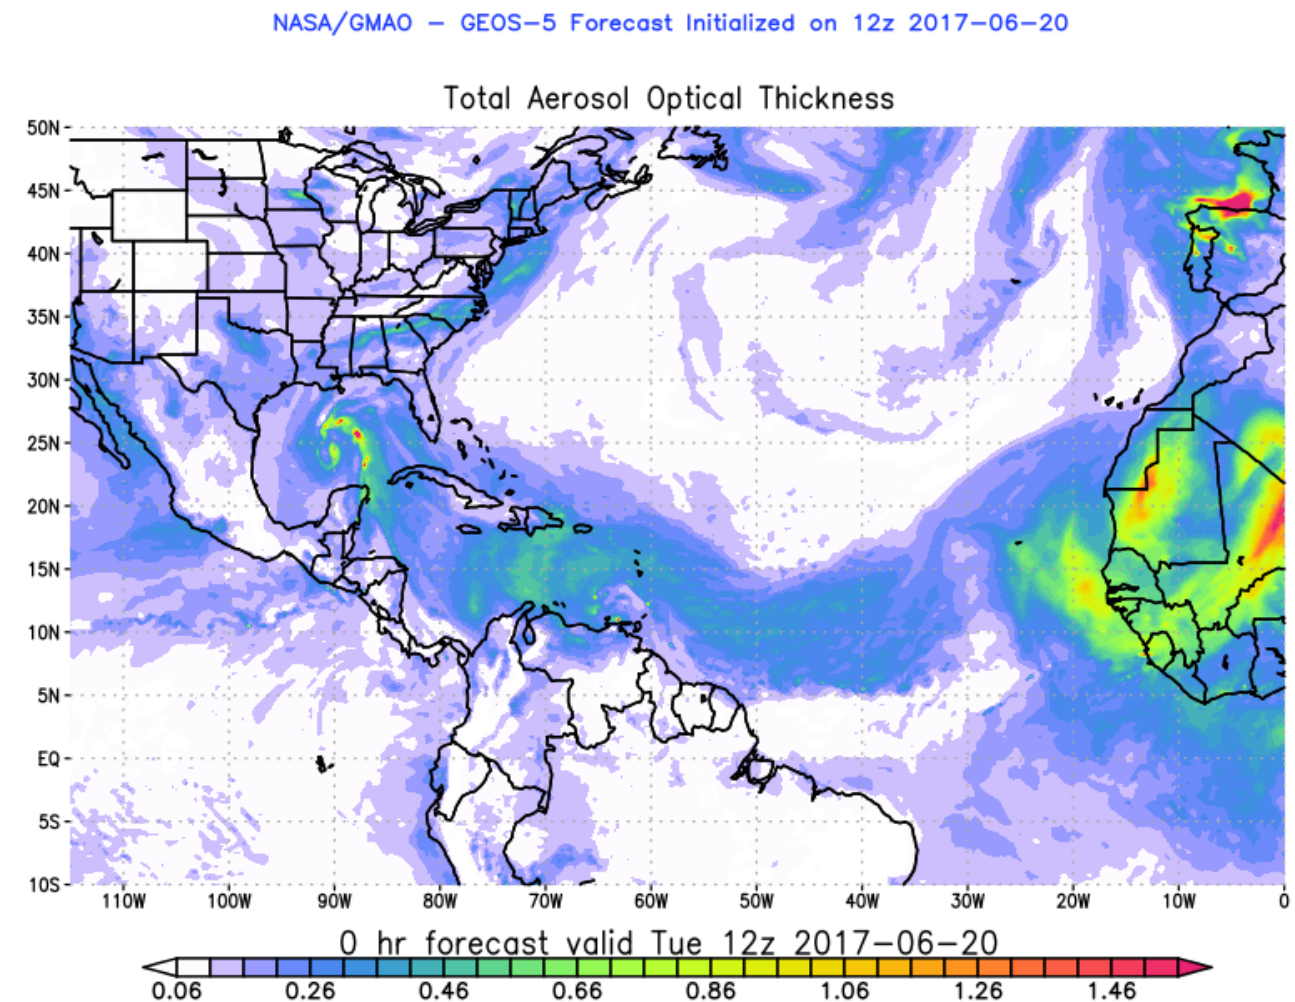 NASA/GMAO - GEOS-5 Forecast Initialized on 12z 2017-06-20
Total Aerosol Optical Thickness
50N
45N
40N
35N
30N
25N
20N
15N
10N
5N
EQ
5S
10S
110W 100W 90W 80W 70W 60W 50W 40W 30W 20W 10W 0
0 hr forecast valid Tue 12z 2017-06-20
0.06 0.26 0.46 0.66 0.86 1.06 1.26 1.46